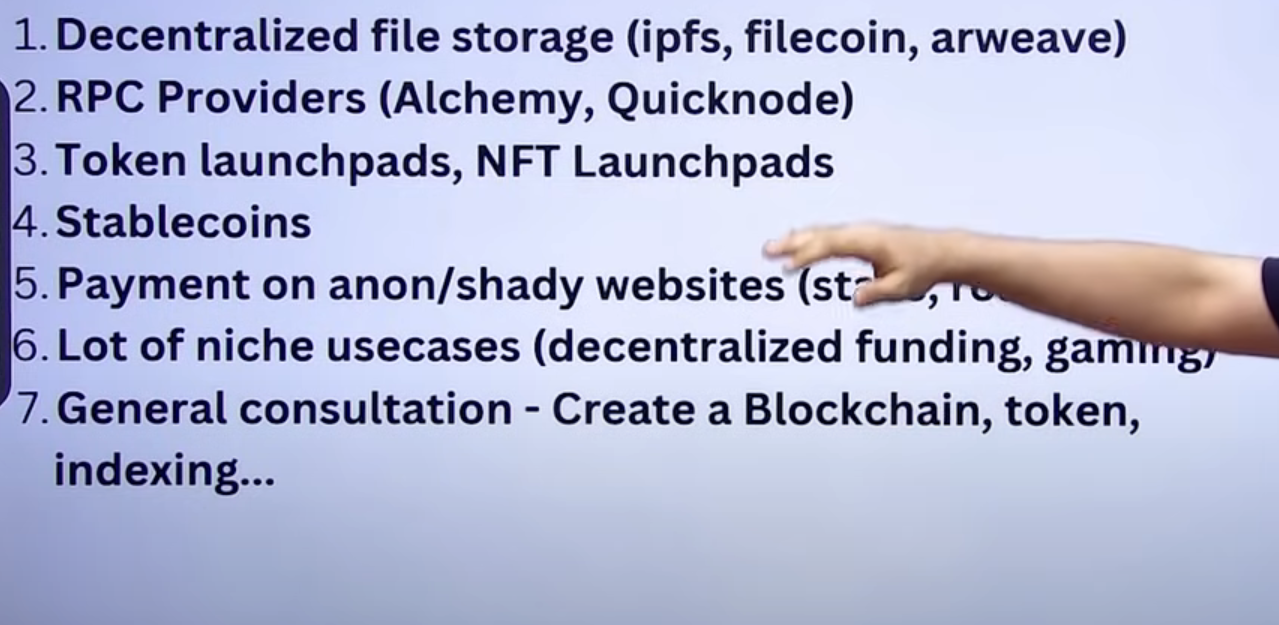 1. Decentralized file storage (ipfs, filecoin, arweave)
2. RPC Providers (Alchemy, Quicknode)
3. Token launchpads, NFT Launchpads
4. Stablecoins
5. Payment on anon/shady websites
6. Lot of niche usecases (decentralized funding, gaming)
7. General consultation - Create a Blockchain, token,
indexing...